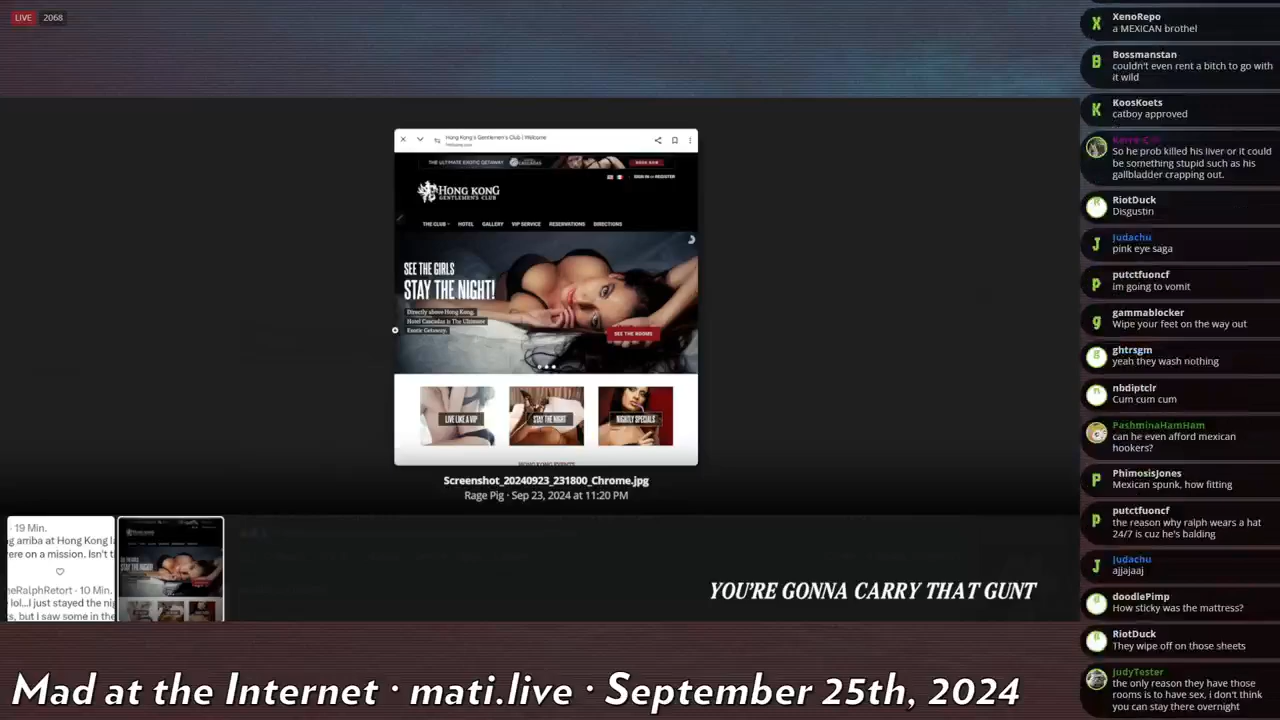 LIVE 2068
Hong Kong's Gentlemen's Club / Welcome
THE ULTIMATE EXOTIC GETAWAY
BOOK NOW
SIGN IN or REGISTER
HONG KONG
GENTLEMEN'S CLUB
THE CLUB HOTEL GALLERY VIP SERVICE RESERVATIONS DIRECTIONS
SEE THE GIRLS
STAY THE NIGHT!
Directly above Hong Kong,
Hotel Cascadas is The Ultimate
Exotic Getaway.
SEE THE ROOMS
LIVE LIKE A VIP
STAY THE NIGHT
NIGHTLY SPECIALS
HONG KONG EVENTS
Screenshot_20240923_231800_Chrome.jpg
Rage Pig · Sep 23, 2024 at 11:20 PM
· 19 Min.
g arriba at Hong Kong l
ere on a mission. Isn't t
eRalphRetort · 10 Min.
lol...I just stayed the nig
s, but I saw some in the
YOU'RE GONNA CARRY THAT GUNT
Mad at the Internet · mati.live · September 25th, 2024
XenoRepo
a MEXICAN brothel
Bossmanstan
couldn't even rent a bitch to go with
it wild
KoosKoets
catboy approved
So he prob killed his liver or it could
be something stupid such as his
gallbladder crapping out.
RiotDuck
Disgustin
Judachu
pink eye saga
putctfuoncf
im going to vomit
gammablocker
Wipe your feet on the way out
ghtrsgm
yeah they wash nothing
nbdiptclr
Cum cum cum
PashminaHamHam
can he even afford mexican
hookers?
PhimosisJones
Mexican spunk, how fitting
putctfuoncf
the reason why ralph wears a hat
24/7 is cuz he's balding
Judachu
ajjajaaj
doodlePimp
How sticky was the mattress?
RiotDuck
They wipe off on those sheets
JudyTester
the only reason they have those
rooms is to have sex, i don't think
you can stay there overnight